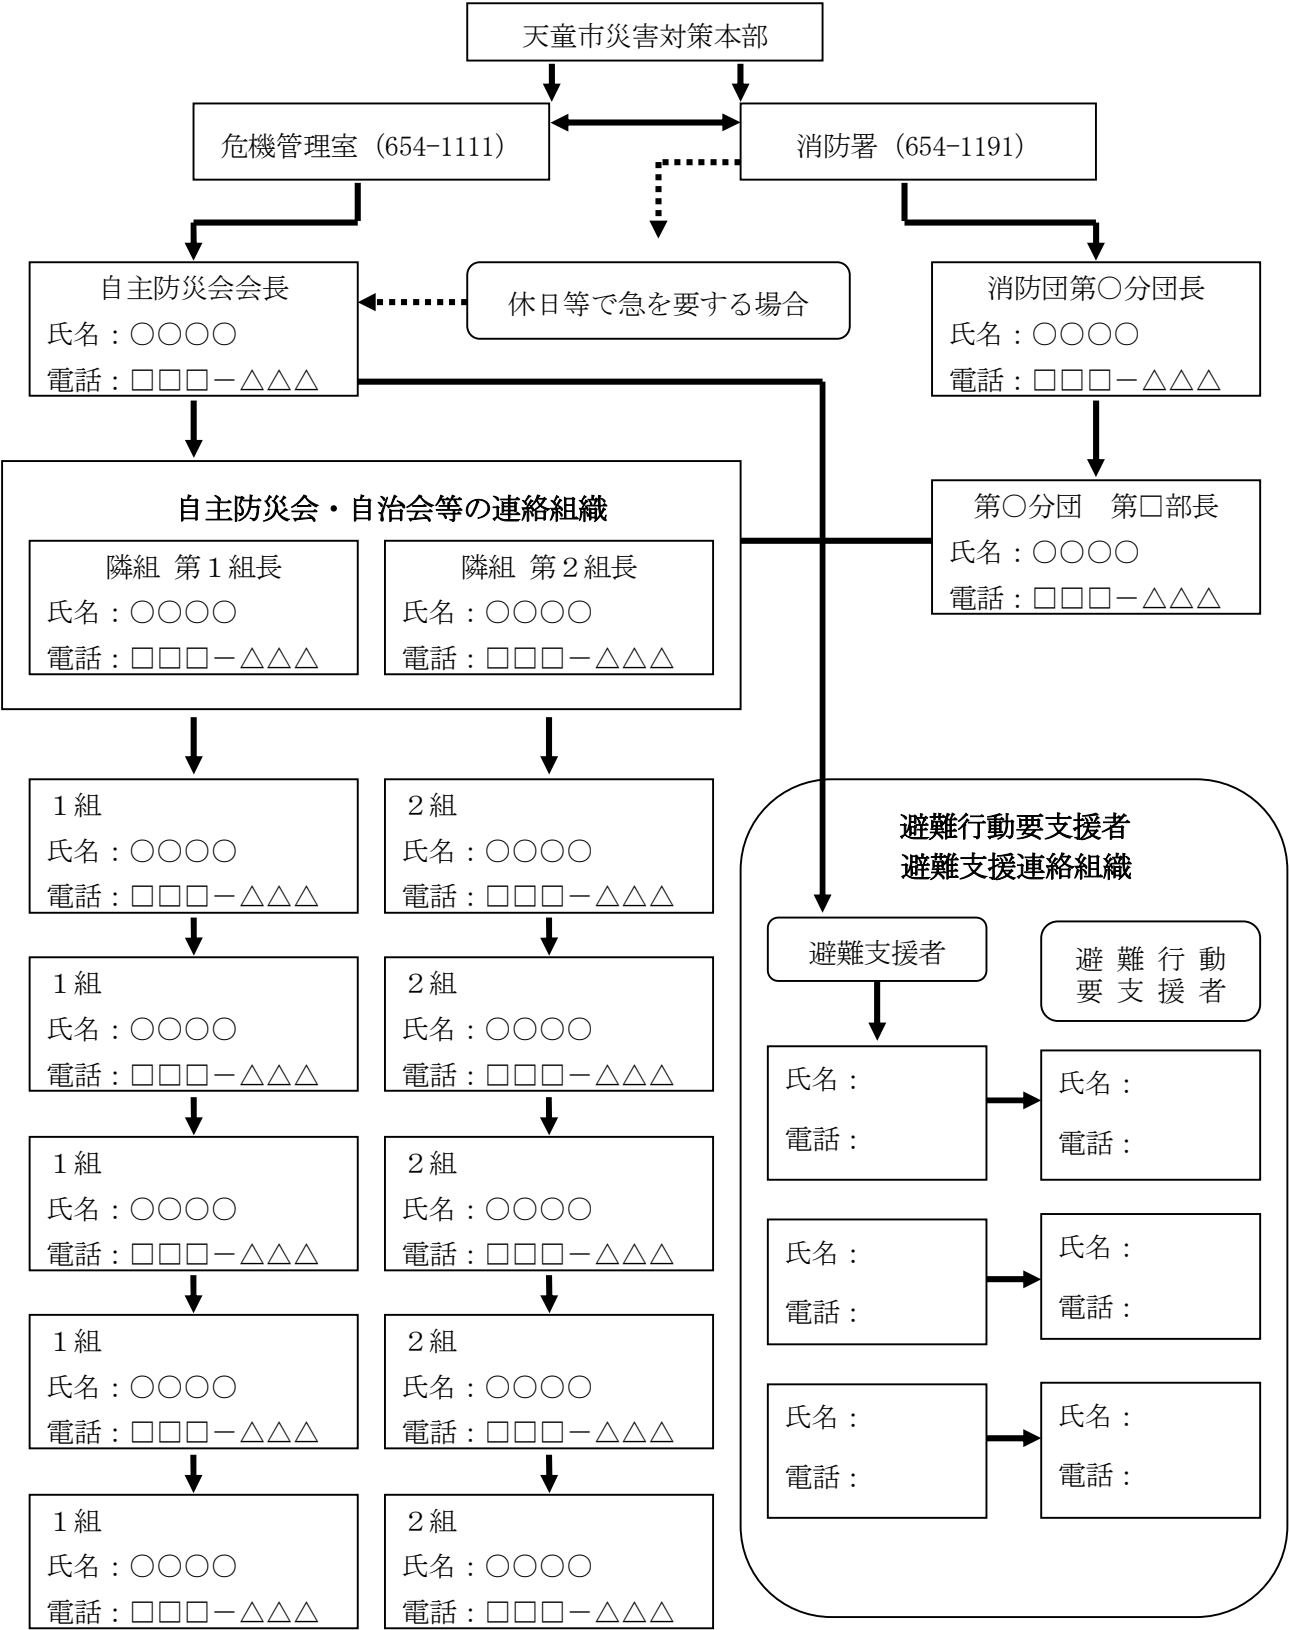 天童市災害対策本部
危機管理室（654-1111）
消防署（654-1191）
自主防災会会長
氏名：○○○○
電話：□□□－△△△
休日等で急を要する場合
消防団第○分団長
氏名：○○○○
電話：□□□－△△△
自主防災会・自治会等の連絡組織
隣組 第１組長
氏名：○○○○
電話：□□□－△△△
隣組 第２組長
氏名：○○○○
電話：□□□－△△△
第○分団　第□部長
氏名：○○○○
電話：□□□－△△△
１組
氏名：○○○○
電話：□□□－△△△
１組
氏名：○○○○
電話：□□□－△△△
１組
氏名：○○○○
電話：□□□－△△△
１組
氏名：○○○○
電話：□□□－△△△
１組
氏名：○○○○
電話：□□□－△△△
２組
氏名：○○○○
電話：□□□－△△△
２組
氏名：○○○○
電話：□□□－△△△
２組
氏名：○○○○
電話：□□□－△△△
２組
氏名：○○○○
電話：□□□－△△△
２組
氏名：○○○○
電話：□□□－△△△
避難行動要支援者
避難支援連絡組織
避難支援者
避難行動
要支援者
氏名：
電話：
氏名：
電話：
氏名：
電話：
氏名：
電話：
氏名：
電話：
氏名：
電話：